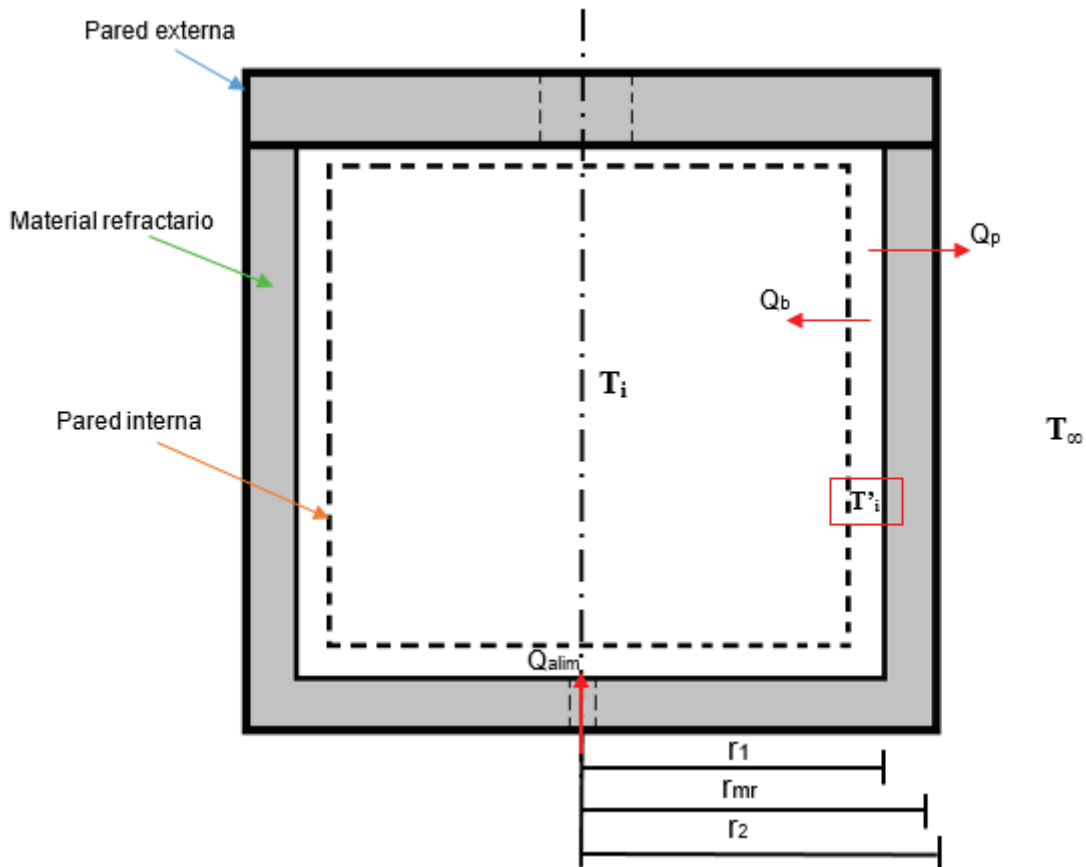 Pared externa
Material refractario
Qp
Qb
Ti
Pared interna
T∞
T'i
Qalim
r1
rmr
r2